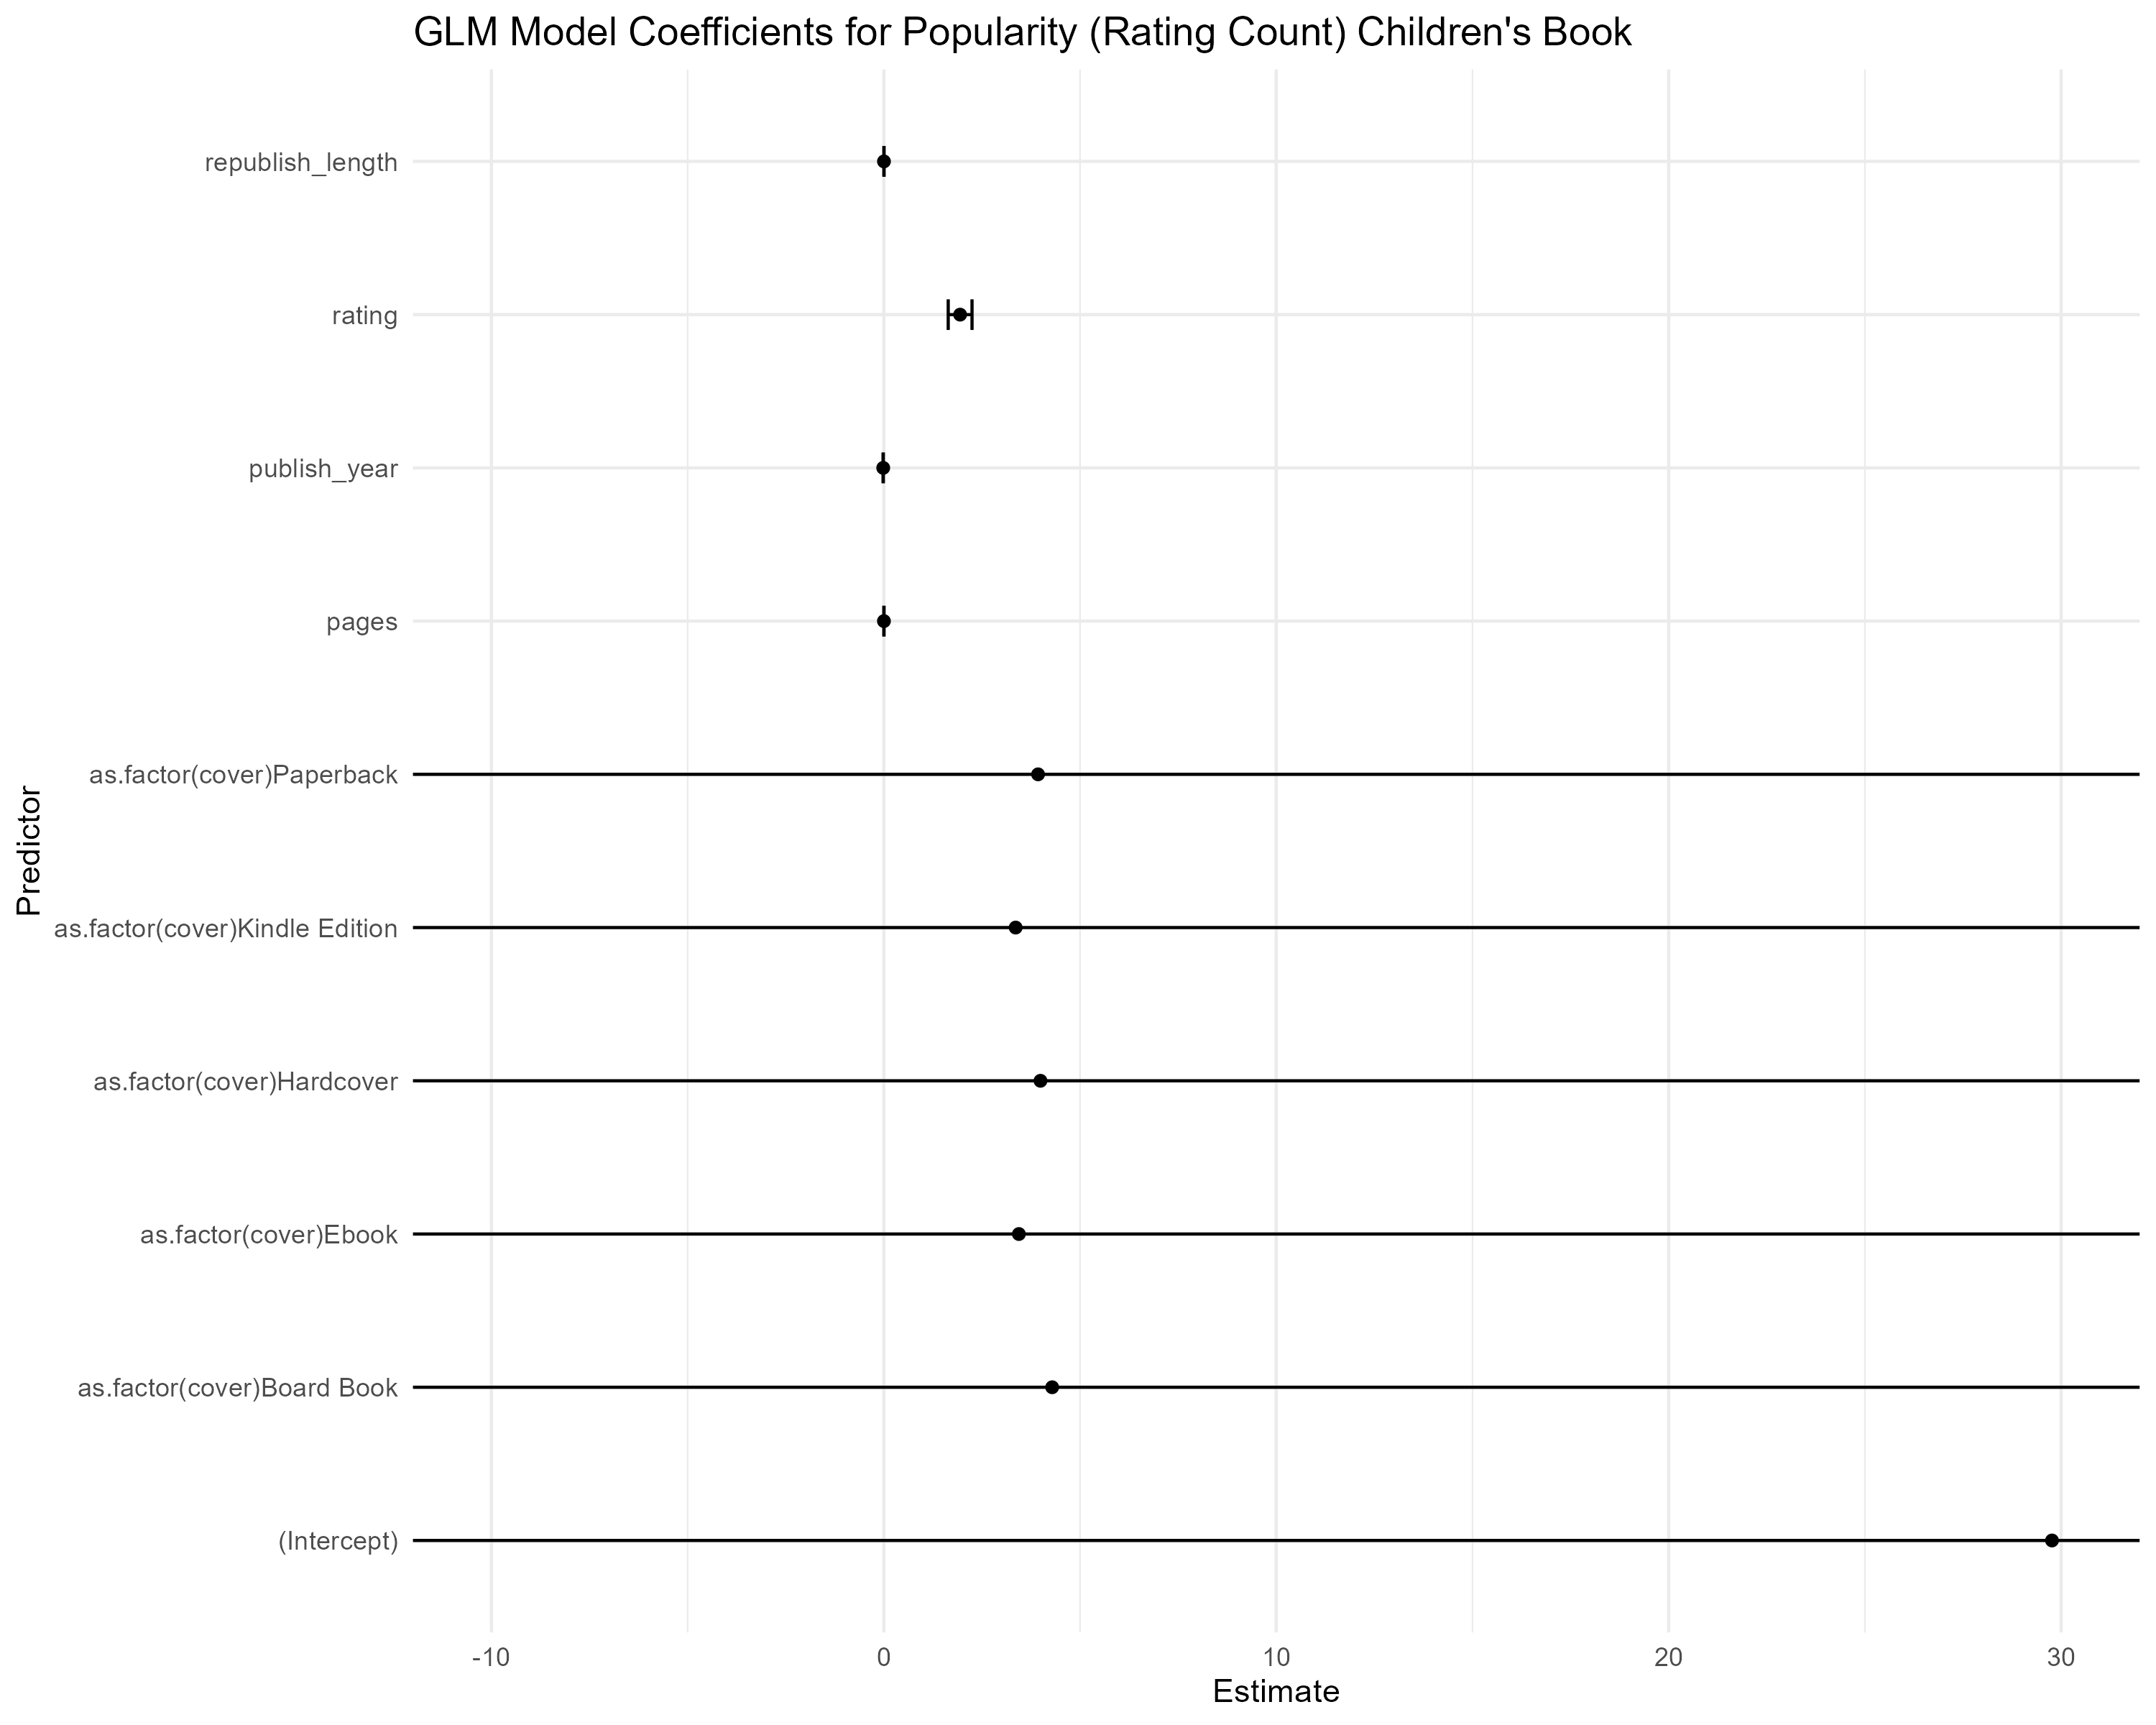 GLM Model Coefficients for Popularity (Rating Count) Children's Book
republish_length
rating
publish_year
pages
as.factor(cover)Paperback
as.factor(cover)Kindle Edition
as.factor(cover)Hardcover
as.factor(cover)Ebook
as.factor(cover)Board Book
(Intercept)
Predictor
-10 0 10 20 30
Estimate